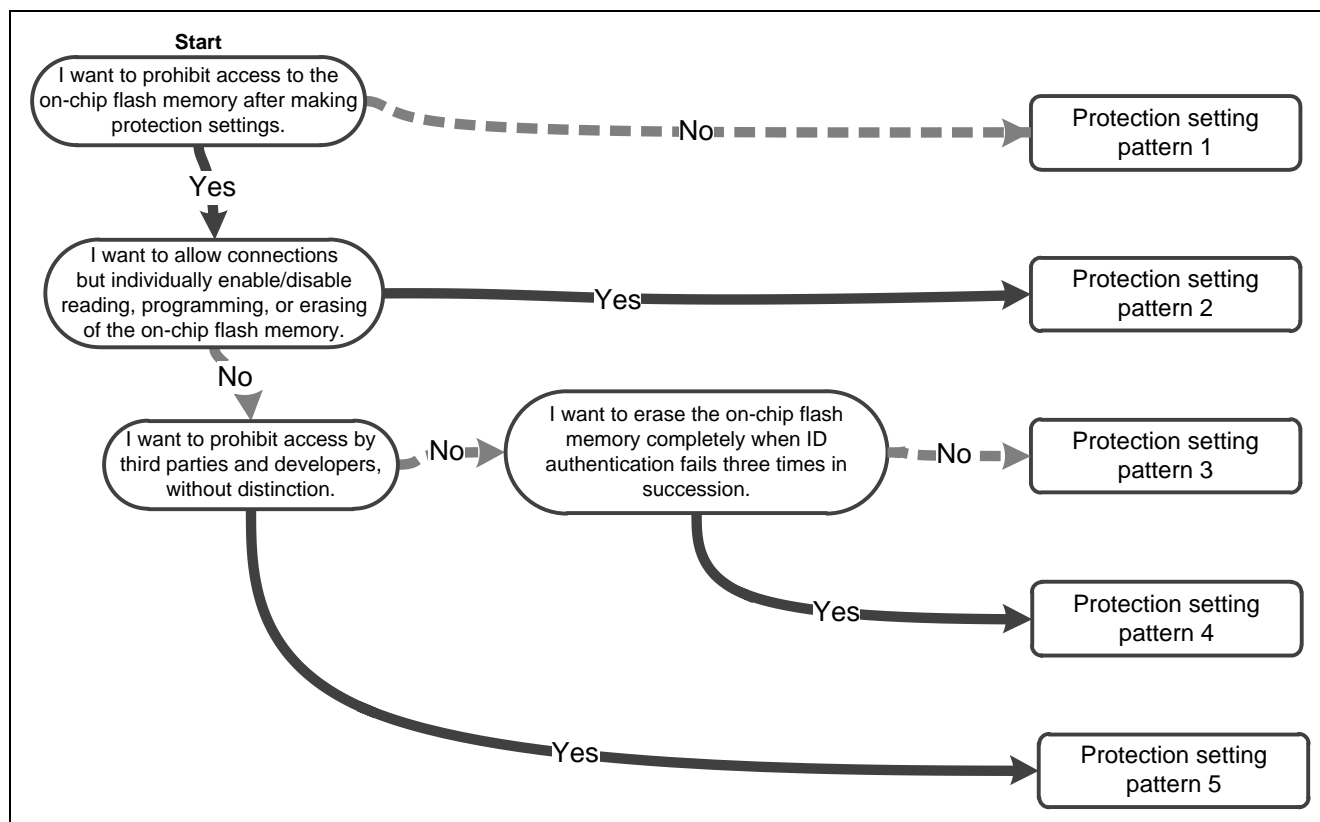 Start
I want to prohibit access to the
on-chip flash memory after making
protection settings.
No
Protection setting
pattern 1
Yes
I want to allow connections
but individually enable/disable
reading, programming, or erasing
of the on-chip flash memory.
Yes
Protection setting
pattern 2
No
I want to prohibit access by
third parties and developers,
without distinction.
No
I want to erase the on-chip flash
memory completely when ID
authentication fails three times in
succession.
No
Protection setting
pattern 3
Yes
Protection setting
pattern 4
Yes
Protection setting
pattern 5